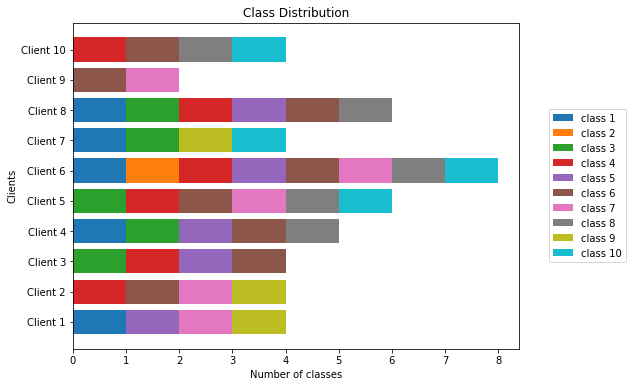 Class Distribution
Clients
Client 10
Client 9
Client 8
Client 7
Client 6
Client 5
Client 4
Client 3
Client 2
Client 1
0 1 2 3 4 5 6 7 8
Number of classes
class 1
class 2
class 3
class 4
class 5
class 6
class 7
class 8
class 9
class 10